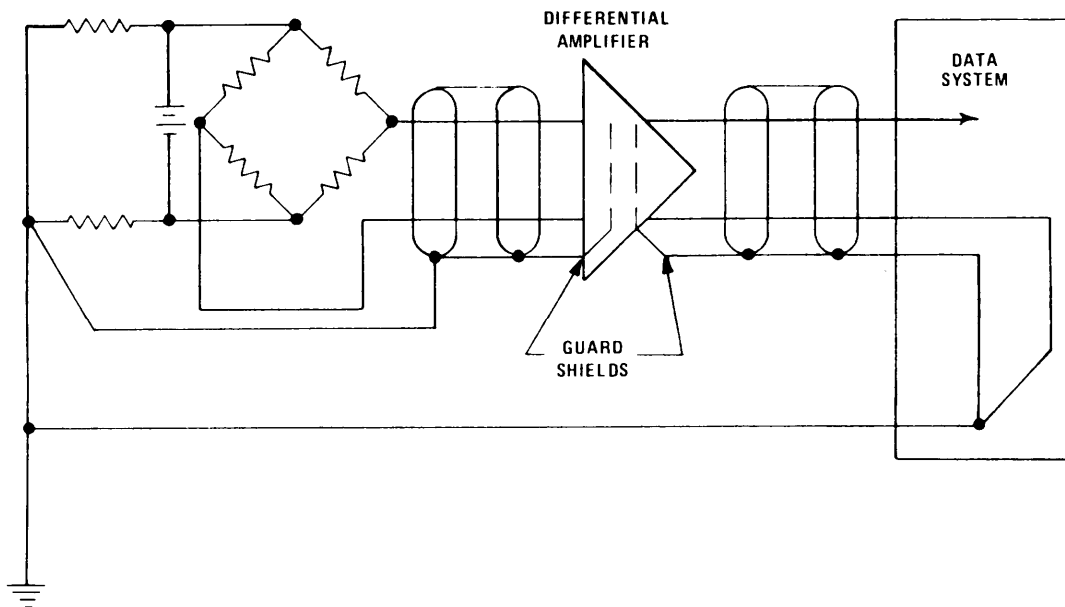 DIFFERENTIAL
AMPLIFIER
DATA
SYSTEM
GUARD
SHIELDS